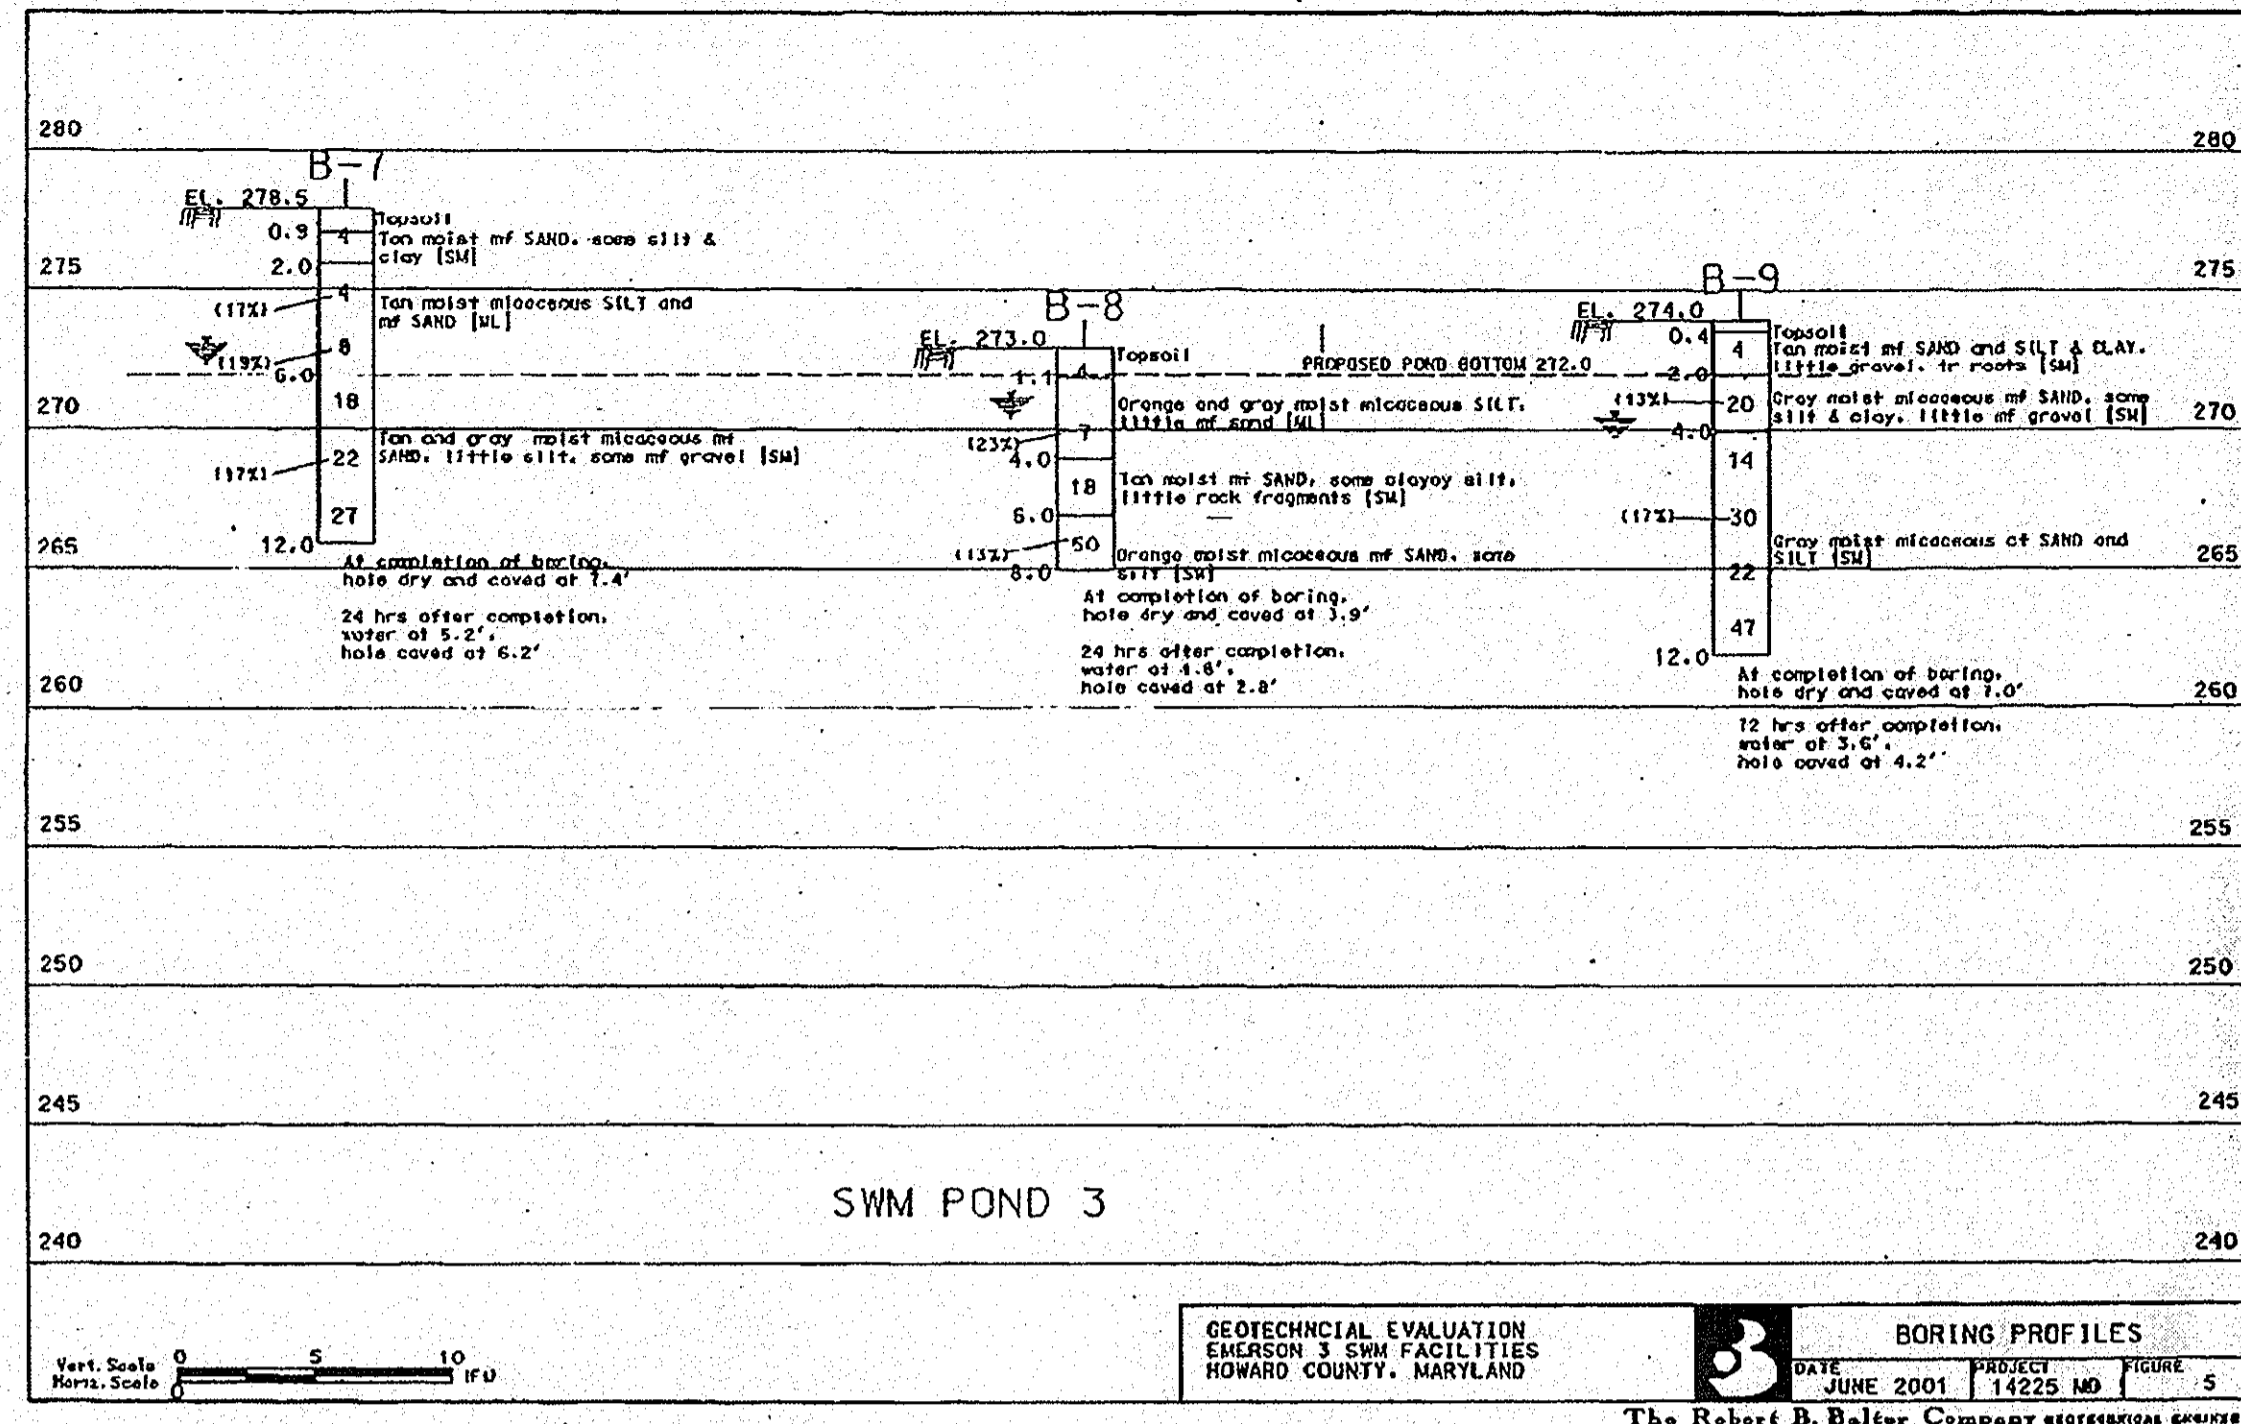 280
280
B-7
EL. 278.5
Topsoil
0.9
4
Tan moist mf SAND. some silt &
clay [SM]
2.0
275
275
(17%)
4
Tan moist micaceous SILT and
mf SAND [ML]
(19%)
8
6.0
18
270
270
Tan and gray moist micaceous mf
SAND. little silt. some mf gravel [SM]
(17%)
22
27
12.0
265
265
At completion of boring.
hole dry and caved at 7.4'
24 hrs after completion.
water at 5.2'.
hole caved at 6.2'
B-8
EL. 273.0
Topsoil
4
1.1
PROPOSED POND BOTTOM 272.0
Orange and gray moist micaceous SILT.
little mf sand [ML]
(23%)
7
4.0
18
Tan moist mf SAND, some clayey silt.
little rock fragments [SM]
6.0
(13%)
50
Orange moist micaceous mf SAND. some
silt [SM]
8.0
At completion of boring.
hole dry and caved at 3.9'
24 hrs after completion.
water at 1.8'.
hole caved at 2.8'
B-9
EL. 274.0
0.4
Topsoil
4
Tan moist mf SAND and SILT & CLAY.
little gravel. tr roots [SM]
2.0
(13%)
20
Gray moist micaceous mf SAND. some
silt & clay. little mf gravel [SM]
4.0
14
(17%)
30
Gray moist micaceous cf SAND and
SILT [SM]
22
47
12.0
At completion of boring.
hole dry and caved at 7.0'
72 hrs after completion.
water at 3.6'.
hole caved at 4.2'
260
260
255
255
250
250
245
245
SWM POND 3
240
240
Vert. Scale
Horiz. Scale
0 5 10
0
(FT)
GEOTECHNCIAL EVALUATION
EMERSON 3 SWM FACILITIES
HOWARD COUNTY. MARYLAND
BORING PROFILES
DATE
JUNE 2001
PROJECT
14225 MO
FIGURE
5
The Robert B. Balter Company